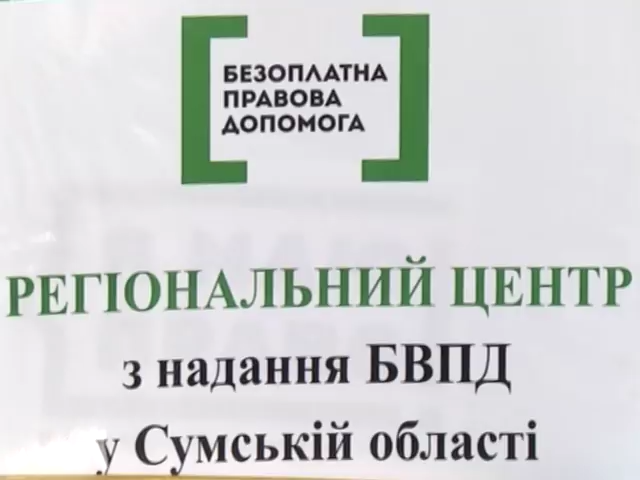 БЕЗОПЛАТНА
ПРАВОВА
ДОПОМОГА
РЕГІОНАЛЬНИЙ ЦЕНТР
з надання БВПД
у Сумській області